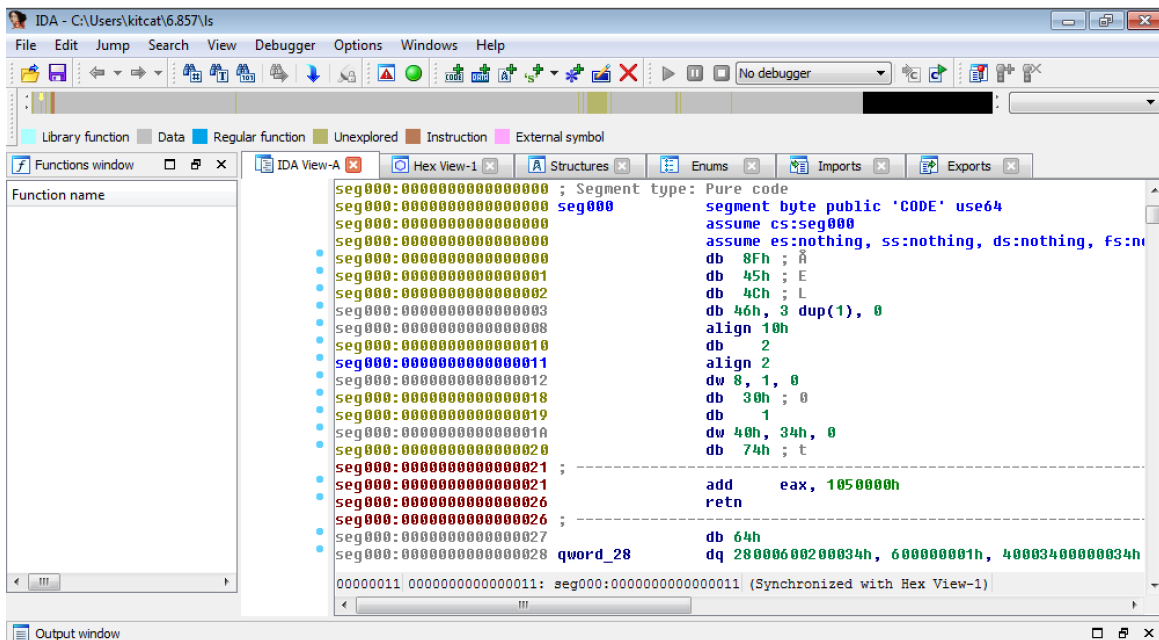 IDA - C:\Users\kitcat\6.857\ls
File Edit Jump Search View Debugger Options Windows Help
No debugger
Library function Data Regular function Unexplored Instruction External symbol
Functions window IDA View-A Hex View-1 Structures Enums Imports Exports
Function name
seg000:0000000000000000 ; Segment type: Pure code
seg000:0000000000000000 seg000 segment byte public 'CODE' use64
seg000:0000000000000000 assume cs:seg000
seg000:0000000000000000 assume es:nothing, ss:nothing, ds:nothing, fs:no
seg000:0000000000000000 db 8Fh ; Å
seg000:0000000000000001 db 45h ; E
seg000:0000000000000002 db 4Ch ; L
seg000:0000000000000003 db 46h, 3 dup(1), 0
seg000:0000000000000008 align 10h
seg000:0000000000000010 db 2
seg000:0000000000000011 align 2
seg000:0000000000000012 dw 8, 1, 0
seg000:0000000000000018 db 30h ; 0
seg000:0000000000000019 db 1
seg000:000000000000001A dw 40h, 34h, 0
seg000:0000000000000020 db 74h ; t
seg000:0000000000000021 ; ---------------------------------------------------------------------------
seg000:0000000000000021 add eax, 1050000h
seg000:0000000000000026 retn
seg000:0000000000000026 ; ---------------------------------------------------------------------------
seg000:0000000000000027 db 64h
seg000:0000000000000028 qword_28 dq 28000600200034h, 600000001h, 40003400000034h
00000011 0000000000000011: seg000:0000000000000011 (Synchronized with Hex View-1)
Output window